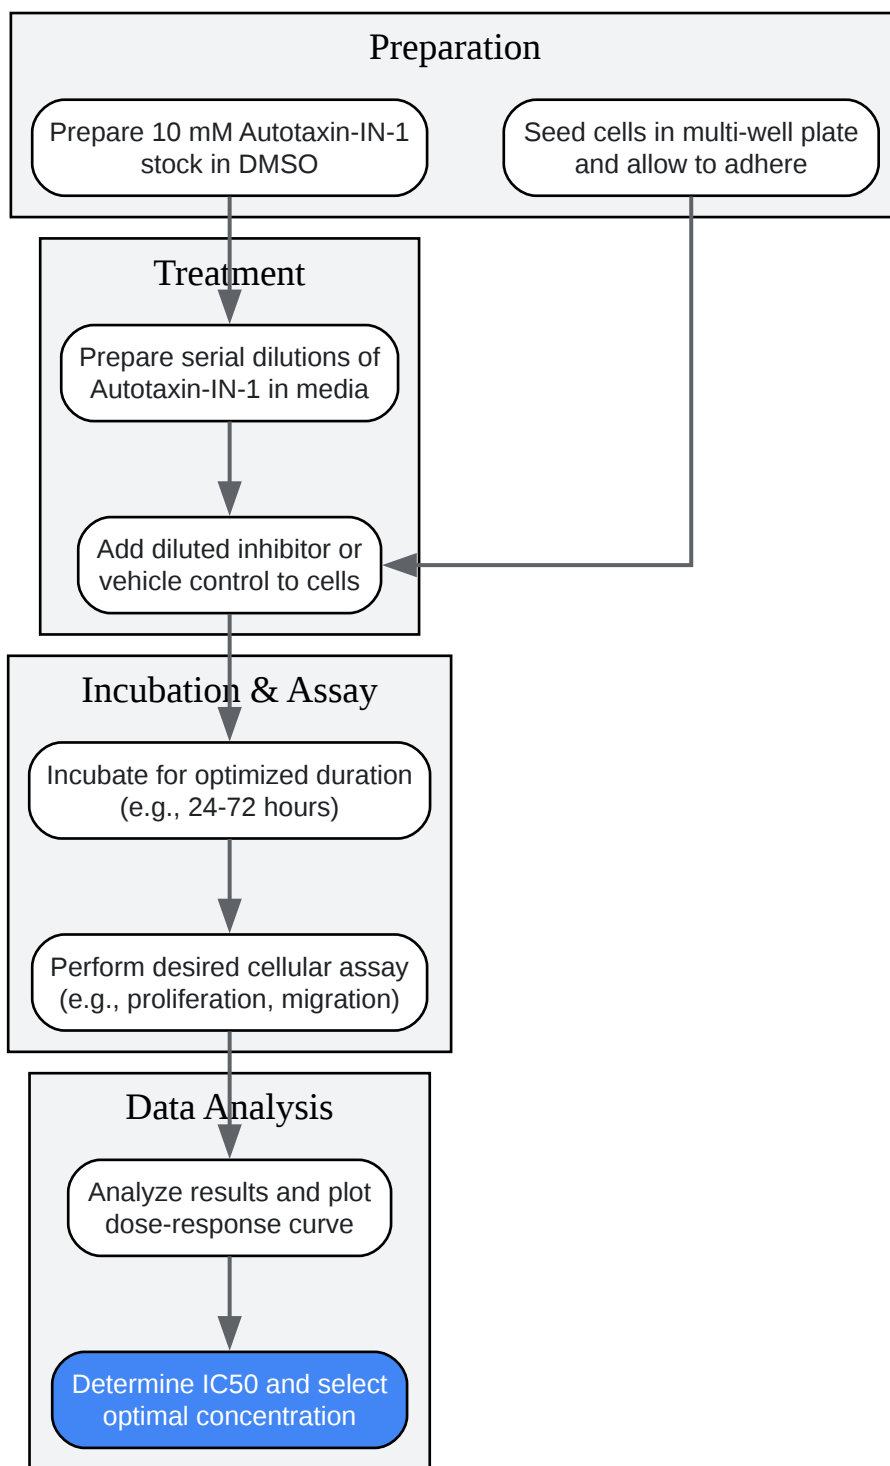 Preparation
Prepare 10 mM Autotaxin-IN-1
stock in DMSO
Seed cells in multi-well plate
and allow to adhere
Treatment
Prepare serial dilutions of
Autotaxin-IN-1 in media
Add diluted inhibitor or
vehicle control to cells
Incubation & Assay
Incubate for optimized duration
(e.g., 24-72 hours)
Perform desired cellular assay
(e.g., proliferation, migration)
Data Analysis
Analyze results and plot
dose-response curve
Determine IC50 and select
optimal concentration